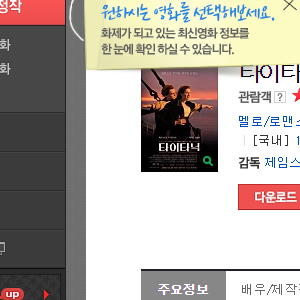 정작
화
화
up
원하시는 영화를 선택해보세요.
화제가 되고 있는 최신영화 정보를
한 눈에 확인 하실 수 있습니다.
타이타
관람객 ?
멜로/로맨스
[국내] 1
감독 제임스
타이타닉
다운로드
주요정보
배우/제작